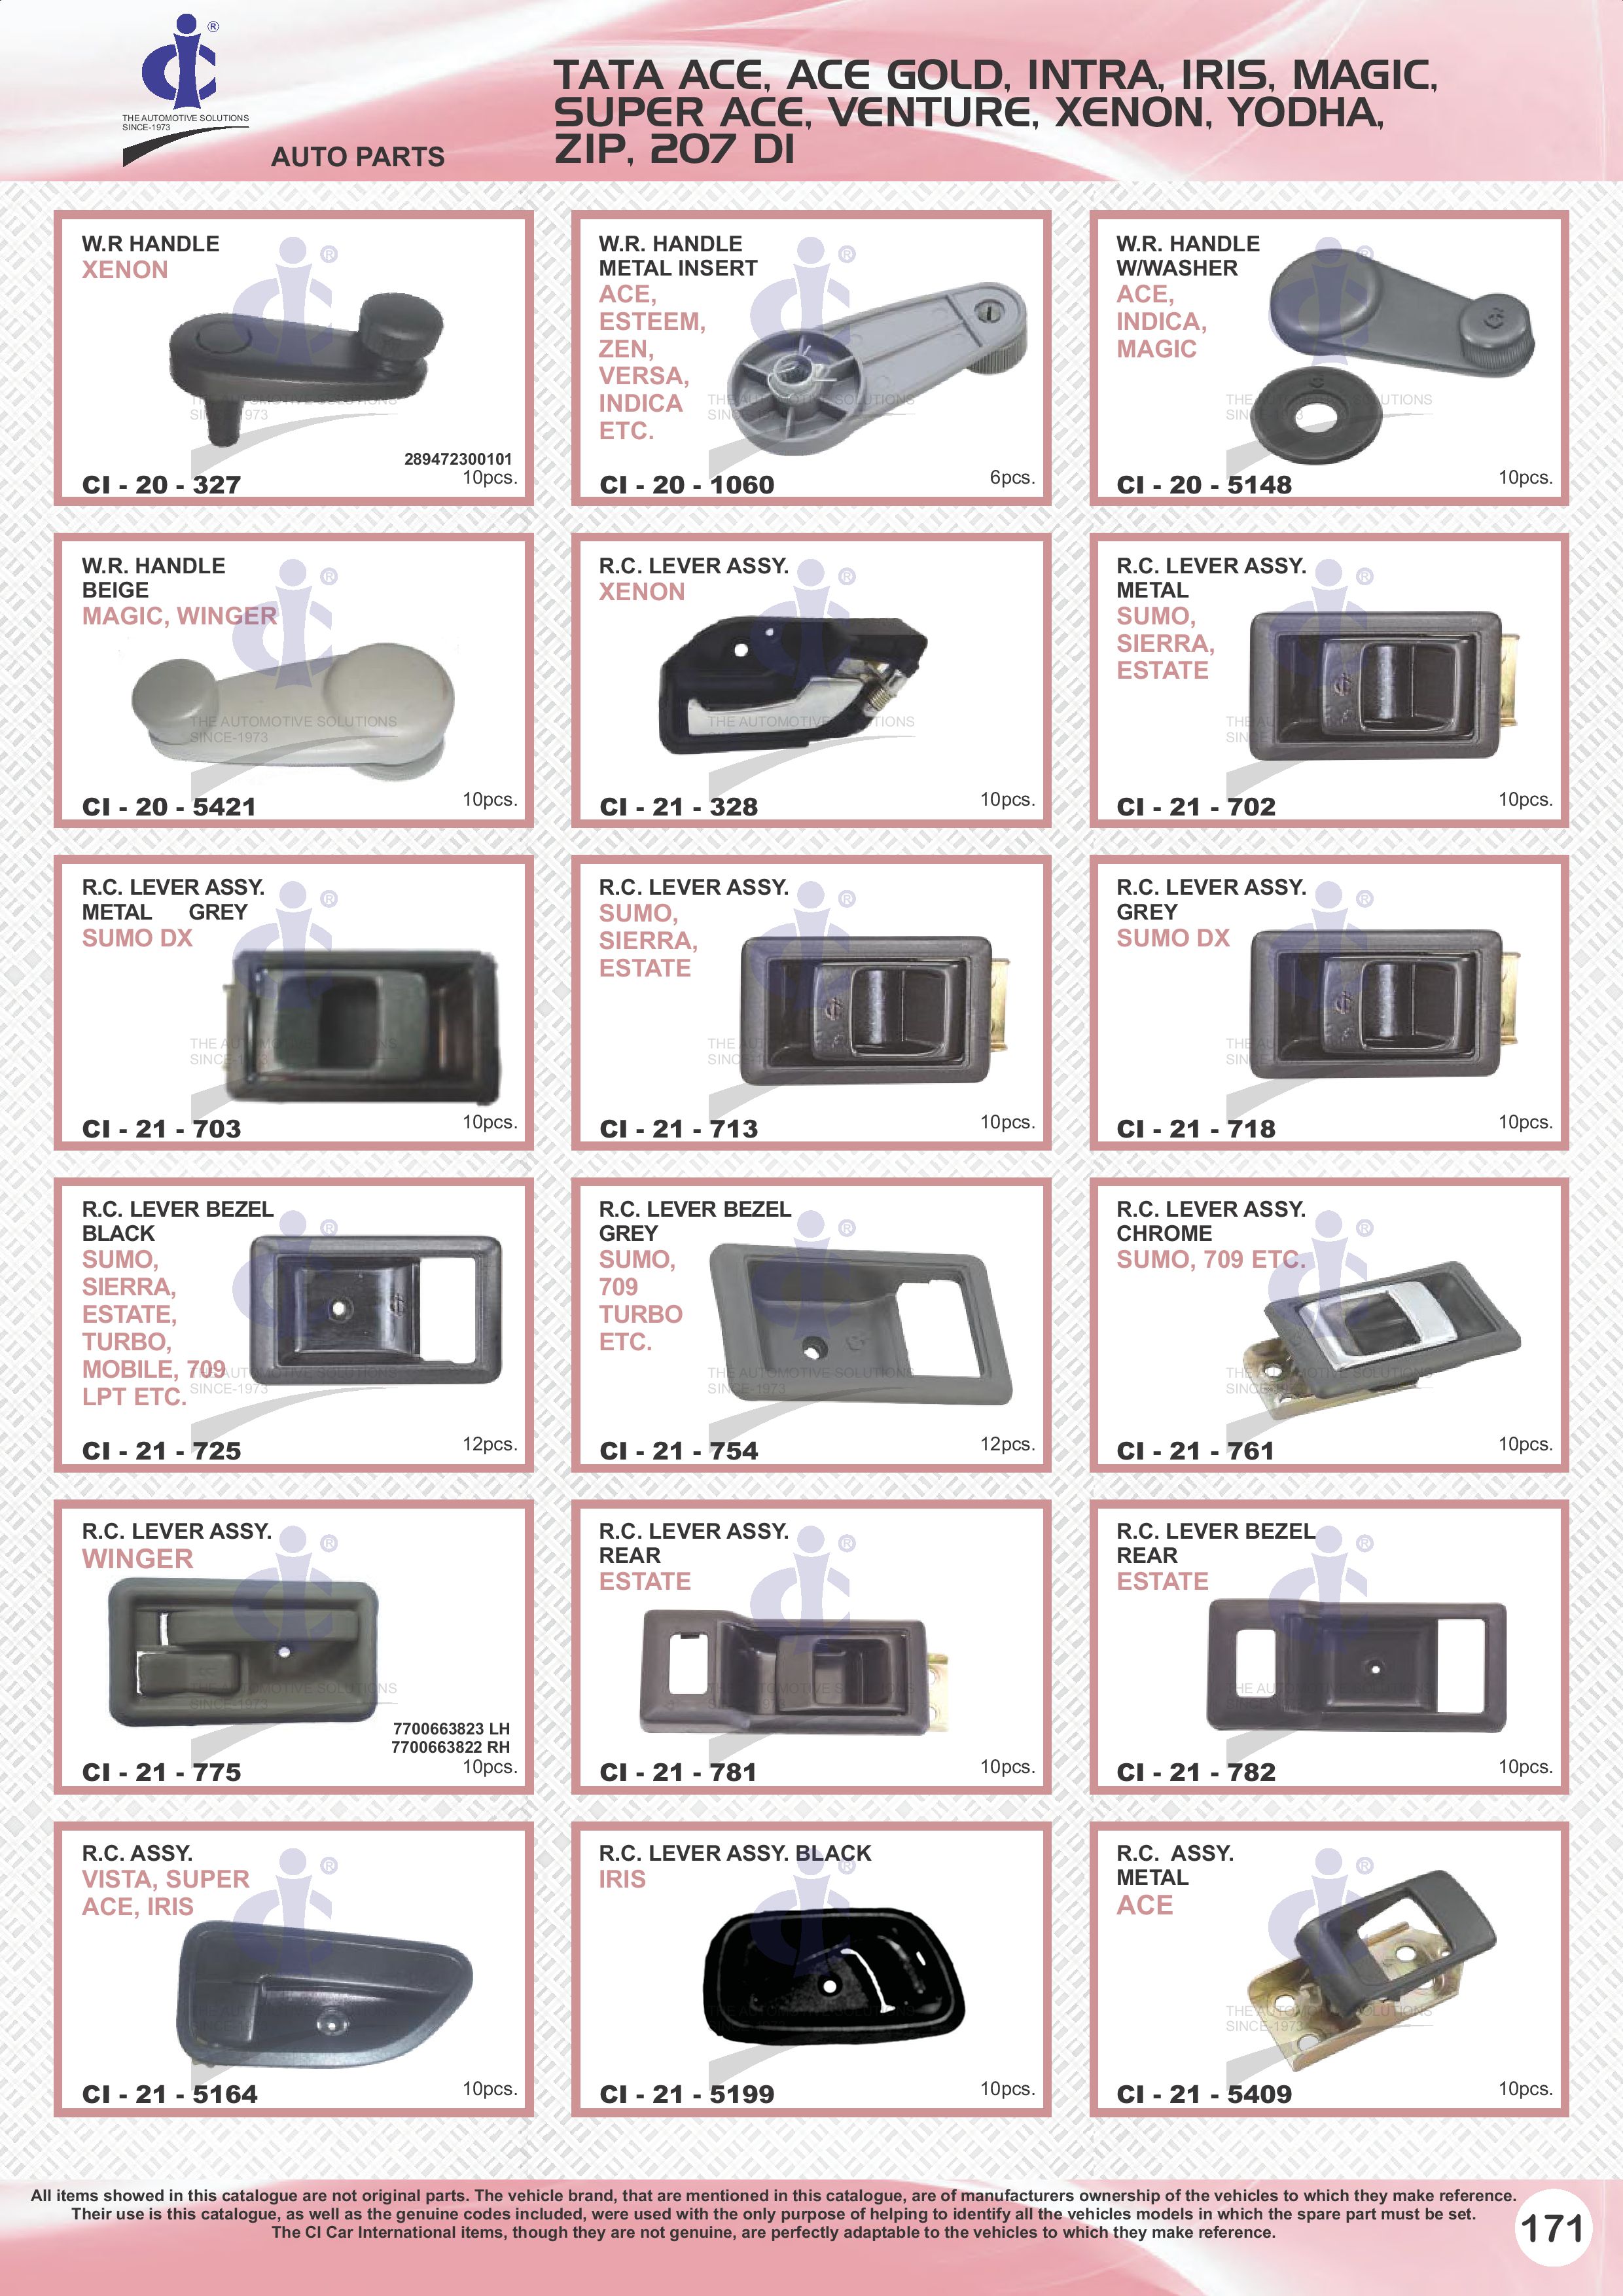 ®
THE AUTOMOTIVE SOLUTIONS
SINCE-1973
AUTO PARTS
TATA ACE, ACE GOLD, INTRA, IRIS, MAGIC,
SUPER ACE, VENTURE, XENON, YODHA,
ZIP, 207 DI
W.R HANDLE
XENON
289472300101
CI - 20 - 327
10pcs.
W.R. HANDLE
METAL INSERT
ACE,
ESTEEM,
ZEN,
VERSA,
INDICA
ETC.
CI - 20 - 1060
6pcs.
W.R. HANDLE
W/WASHER
ACE,
INDICA,
MAGIC
CI - 20 - 5148
10pcs.
W.R. HANDLE
BEIGE
MAGIC, WINGER
THE AUTOMOTIVE SOLUTIONS
SINCE-1973
CI - 20 - 5421
10pcs.
R.C. LEVER ASSY.
XENON
CI - 21 - 328
10pcs.
R.C. LEVER ASSY.
METAL
SUMO,
SIERRA,
ESTATE
CI - 21 - 702
10pcs.
R.C. LEVER ASSY.
METAL GREY
SUMO DX
CI - 21 - 703
10pcs.
R.C. LEVER ASSY.
SUMO,
SIERRA,
ESTATE
CI - 21 - 713
10pcs.
R.C. LEVER ASSY.
GREY
SUMO DX
CI - 21 - 718
10pcs.
R.C. LEVER BEZEL
BLACK
SUMO,
SIERRA,
ESTATE,
TURBO,
MOBILE, 709
LPT ETC.
CI - 21 - 725
12pcs.
R.C. LEVER BEZEL
GREY
SUMO,
709
TURBO
ETC.
CI - 21 - 754
12pcs.
R.C. LEVER ASSY.
CHROME
SUMO, 709 ETC.
CI - 21 - 761
10pcs.
R.C. LEVER ASSY.
WINGER
7700663823 LH
7700663822 RH
CI - 21 - 775
10pcs.
R.C. LEVER ASSY.
REAR
ESTATE
CI - 21 - 781
10pcs.
R.C. LEVER BEZEL
REAR
ESTATE
CI - 21 - 782
10pcs.
R.C. ASSY.
VISTA, SUPER
ACE, IRIS
CI - 21 - 5164
10pcs.
R.C. LEVER ASSY. BLACK
IRIS
CI - 21 - 5199
10pcs.
R.C. ASSY.
METAL
ACE
CI - 21 - 5409
10pcs.
All items showed in this catalogue are not original parts. The vehicle brand, that are mentioned in this catalogue, are of manufacturers ownership of the vehicles to which they make reference.
Their use is this catalogue, as well as the genuine codes included, were used with the only purpose of helping to identify all the vehicles models in which the spare part must be set.
The CI Car International items, though they are not genuine, are perfectly adaptable to the vehicles to which they make reference.
171